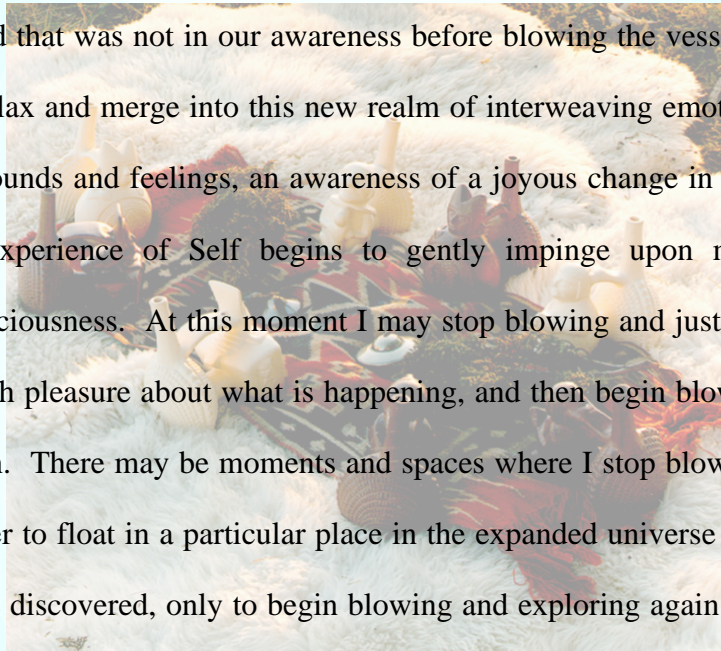 d that was not in our awareness before blowing the vess
lax and merge into this new realm of interweaving emot
ounds and feelings, an awareness of a joyous change in
xperience of Self begins to gently impinge upon
ciousness. At this moment I may stop blowing and just
h pleasure about what is happening, and then begin blow
. There may be moments and spaces where I stop blow
er to float in a particular place in the expanded universe
discovered, only to begin blowing and exploring again